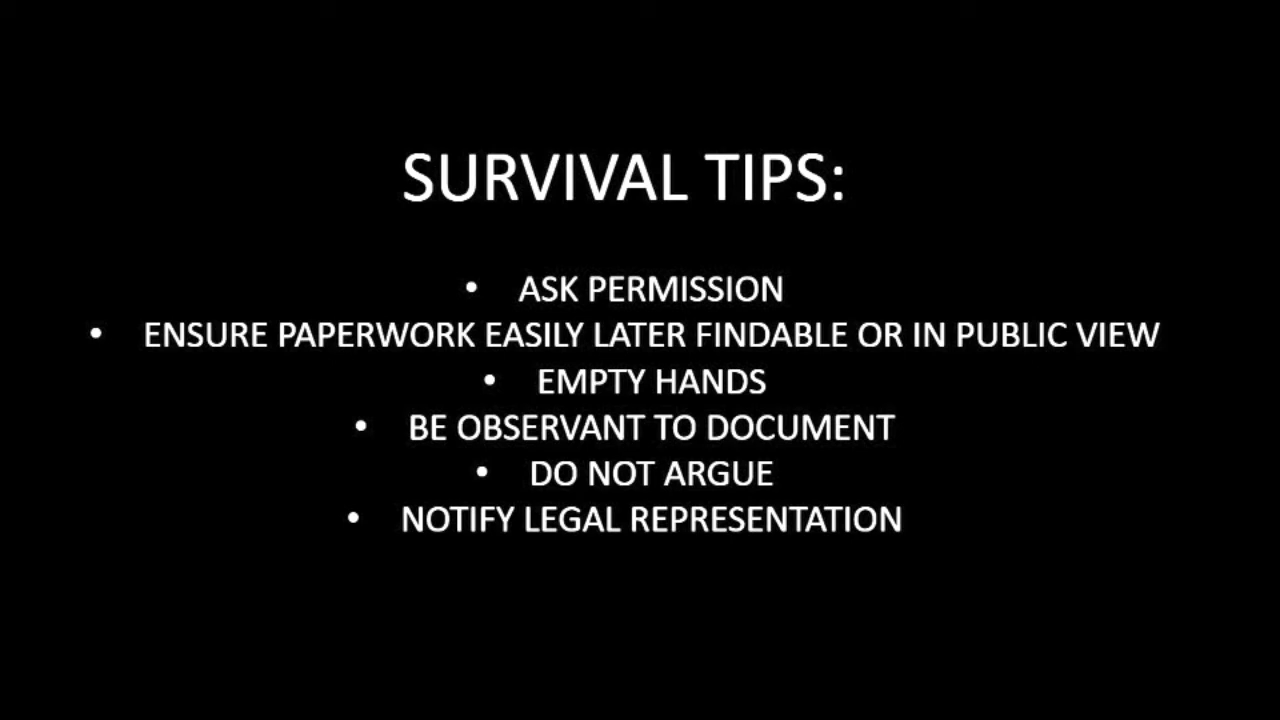 SURVIVAL TIPS:
• ASK PERMISSION
• ENSURE PAPERWORK EASILY LATER FINDABLE OR IN PUBLIC VIEW
• EMPTY HANDS
• BE OBSERVANT TO DOCUMENT
• DO NOT ARGUE
• NOTIFY LEGAL REPRESENTATION